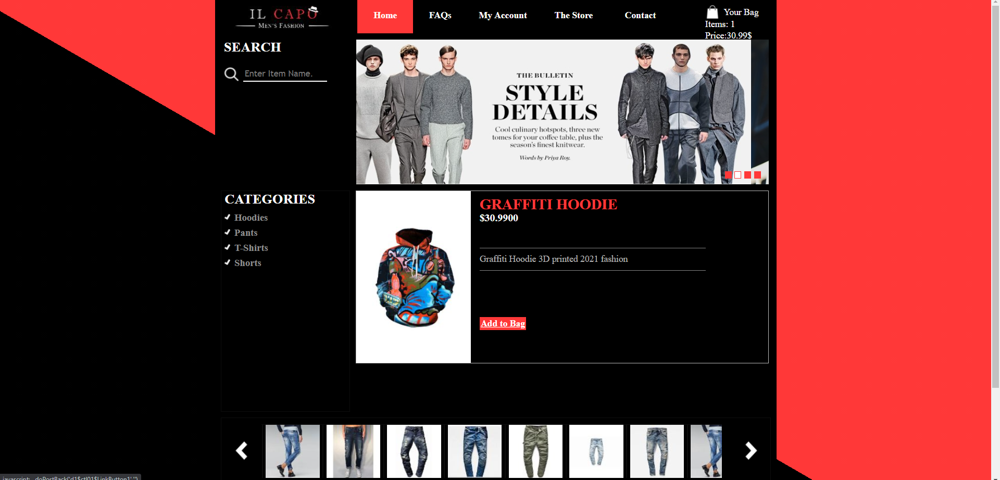 IL CAPO
MEN'S FASHION
Home
FAQs
My Account
The Store
Contact
Your Bag
Items: 1
Price:30.99$
SEARCH
Enter Item Name.
THE BULLETIN
STYLE
DETAILS
Cool culinary hotspots, three new
tomes for your coffee table, plus the
season's finest knitwear.
Words by Priya Roy.
CATEGORIES
Hoodies
Pants
T-Shirts
Shorts
GRAFFITI HOODIE
$30.9900
Graffiti Hoodie 3D printed 2021 fashion
Add to Bag
javascript:__doPostBack('d1$ctl01$LinkButton1','')